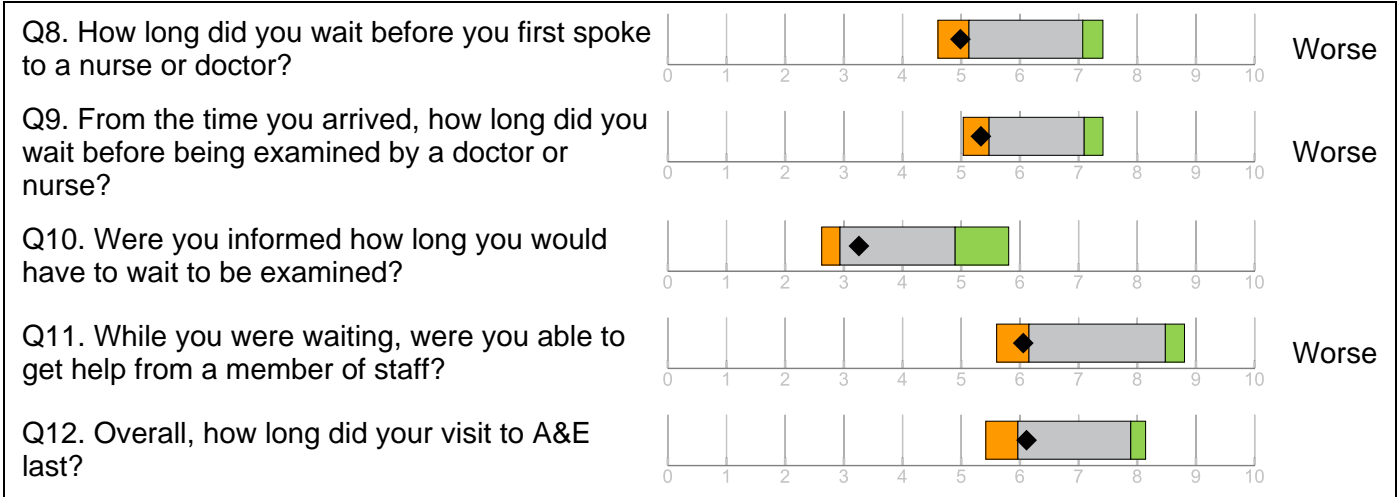 Q8. How long did you wait before you first spoke
to a nurse or doctor?
0 1 2 3 4 5 6 7 8 9 10
Worse
Q9. From the time you arrived, how long did you
wait before being examined by a doctor or
nurse?
0 1 2 3 4 5 6 7 8 9 10
Worse
Q10. Were you informed how long you would
have to wait to be examined?
0 1 2 3 4 5 6 7 8 9 10
Q11. While you were waiting, were you able to
get help from a member of staff?
0 1 2 3 4 5 6 7 8 9 10
Worse
Q12. Overall, how long did your visit to A&E
last?
0 1 2 3 4 5 6 7 8 9 10